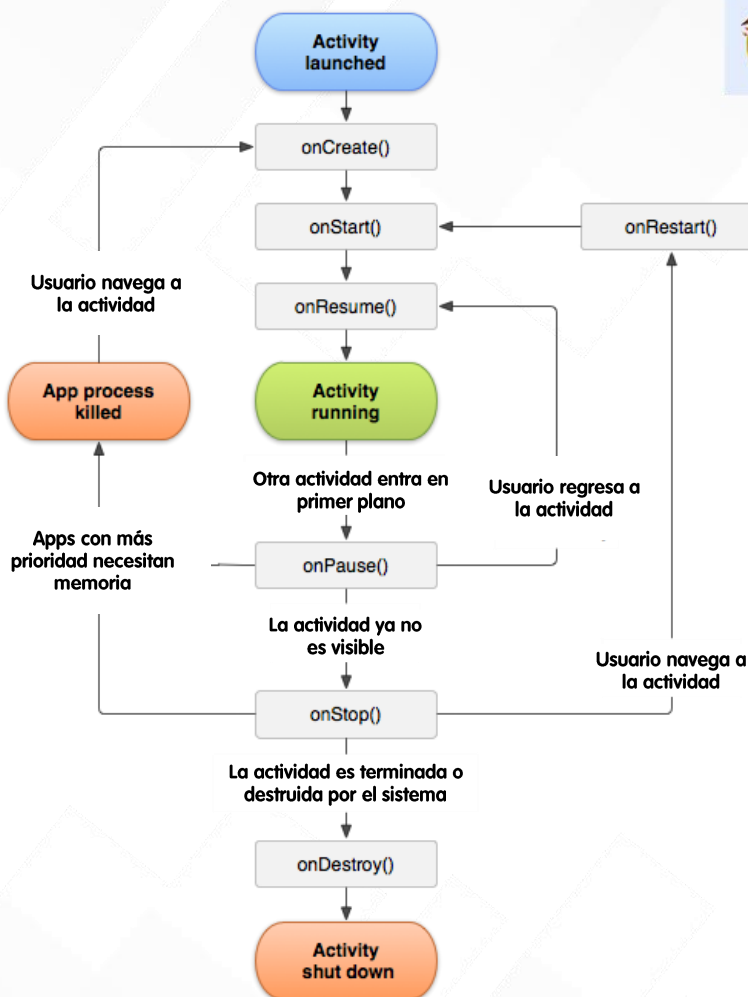 Activity
launched
onCreate()
onStart()
onRestart()
Usuario navega a
la actividad
onResume()
App process
killed
Activity
running
Otra actividad entra en
primer plano
Usuario regresa a
la actividad
Apps con más
prioridad necesitan
memoria
onPause()
La actividad ya no
es visible
Usuario navega a
la actividad
onStop()
La actividad es terminada o
destruida por el sistema
onDestroy()
Activity
shut down